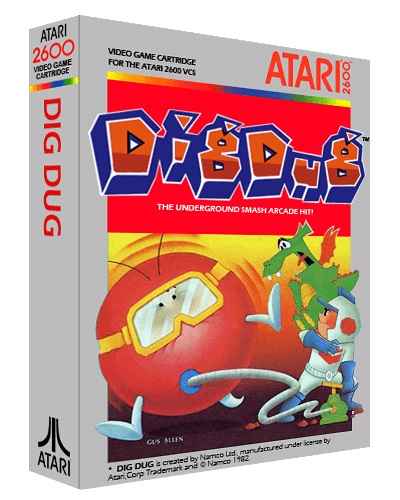 ATARI
2600
VIDEO GAME
CARTRIDGE
DIG DUG
ATARI
VIDEO GAME CARTRIDGE
FOR THE ATARI 2600 VCS
ATARI
2600
DiG DuG™
THE UNDERGROUND SMASH ARCADE HIT!
GUS ALLEN
* DIG DUG is created by Namco Ltd., manufactured under license by
Atari,Corp Trademark and © Namco 1982.